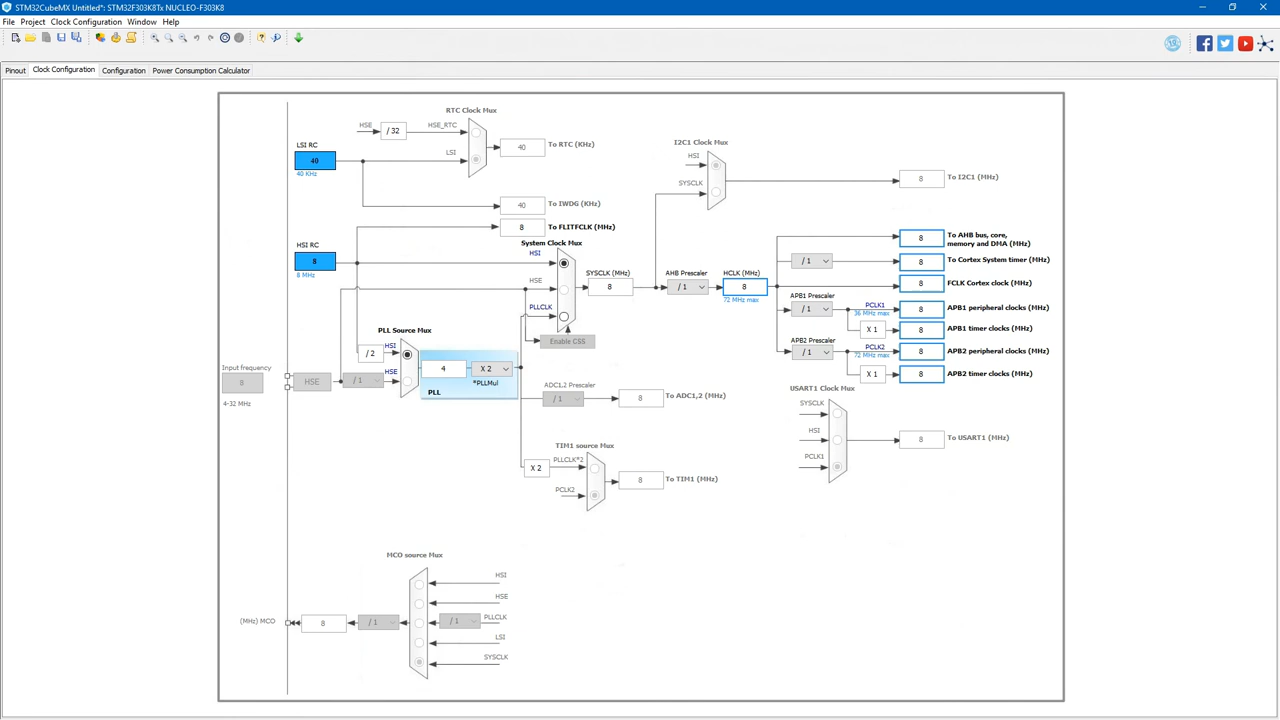 STM32CubeMX Untitled*: STM32F303K8Tx NUCLEO-F303K8
File Project Clock Configuration Window Help
Pinout Clock Configuration Configuration Power Consumption Calculator
RTC Clock Mux
HSE / 32 HSE_RTC
LSI RC
40
40 KHz
LSI
40 To RTC (KHz)
I2C1 Clock Mux
HSI
SYSCLK
8 To I2C1 (MHz)
40 To IWDG (KHz)
8 To FLITFCLK (MHz)
HSI RC
8
8 MHz
System Clock Mux
HSI
HSE
PLLCLK
Enable CSS
SYSCLK (MHz)
8
AHB Prescaler
/ 1
HCLK (MHz)
8
72 MHz max
8 To AHB bus, core,
memory and DMA (MHz)
/ 1 8 To Cortex System timer (MHz)
8 FCLK Cortex clock (MHz)
APB1 Prescaler
/ 1 PCLK1
36 MHz max
8 APB1 peripheral clocks (MHz)
X 1 8 APB1 timer clocks (MHz)
APB2 Prescaler
/ 1 PCLK2
72 MHz max
8 APB2 peripheral clocks (MHz)
X 1 8 APB2 timer clocks (MHz)
PLL Source Mux
/ 2 HSI
HSE
4 X 2
*PLLMul
PLL
Input frequency
8
4-32 MHz
HSE / 1
ADC1,2 Prescaler
/ 1 8 To ADC1,2 (MHz)
USART1 Clock Mux
SYSCLK
HSI
PCLK1
8 To USART1 (MHz)
TIM1 source Mux
X 2 PLLCLK*2
PCLK2
8 To TIM1 (MHz)
MCO source Mux
HSI
HSE
/ 1 PLLCLK
LSI
SYSCLK
(MHz) MCO 8 / 1